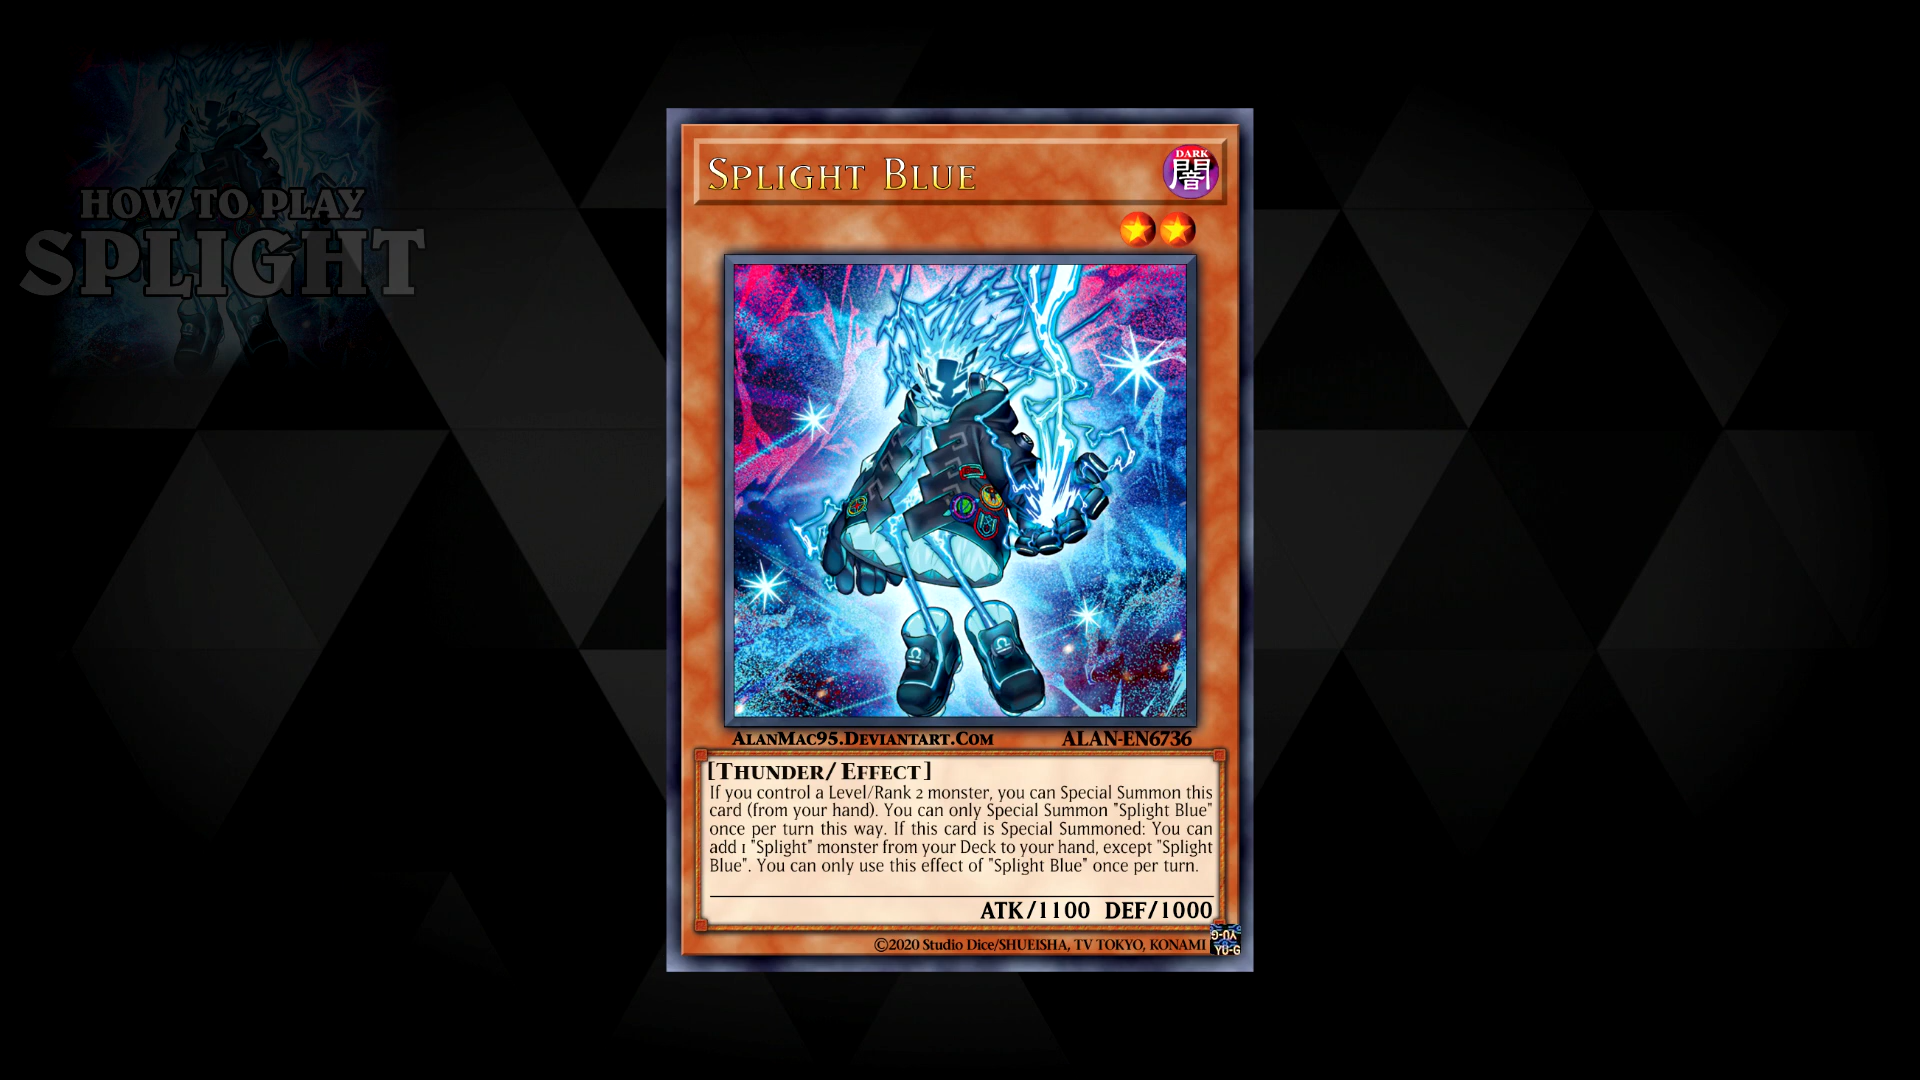 HOW TO PLAY
SPLIGHT
SPLIGHT BLUE
DARK
闇
ALANMAC95.DEVIANTART.COM ALAN-EN6736
[THUNDER/EFFECT]
If you control a Level/Rank 2 monster, you can Special Summon this
card (from your hand). You can only Special Summon "Splight Blue"
once per turn this way. If this card is Special Summoned: You can
add 1 "Splight" monster from your Deck to your hand, except "Splight
Blue". You can only use this effect of "Splight Blue" once per turn.
ATK/1100 DEF/1000
©2020 Studio Dice/SHUEISHA, TV TOKYO, KONAMI
YU-G
YU-G